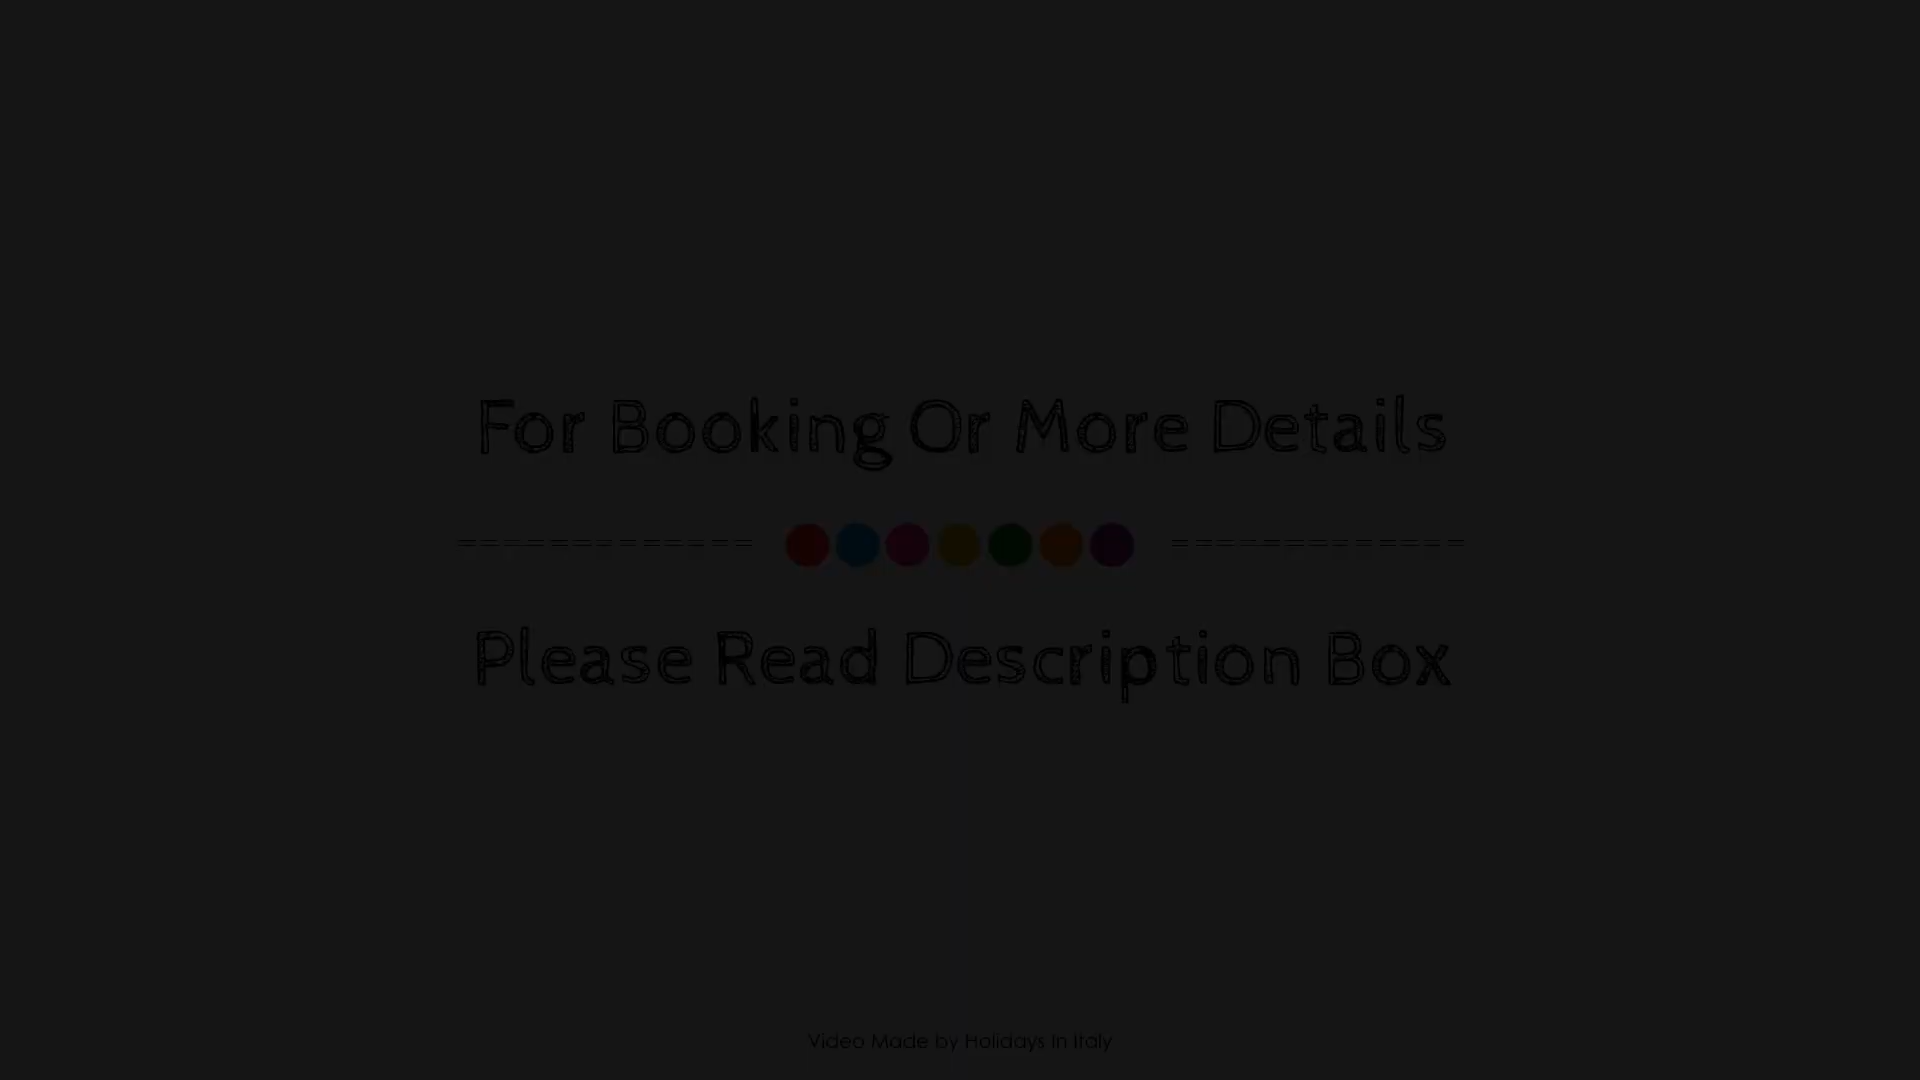 For Booking Or More Details
============= =============
Please Read Description Box
Video Made by Holidays In Italy